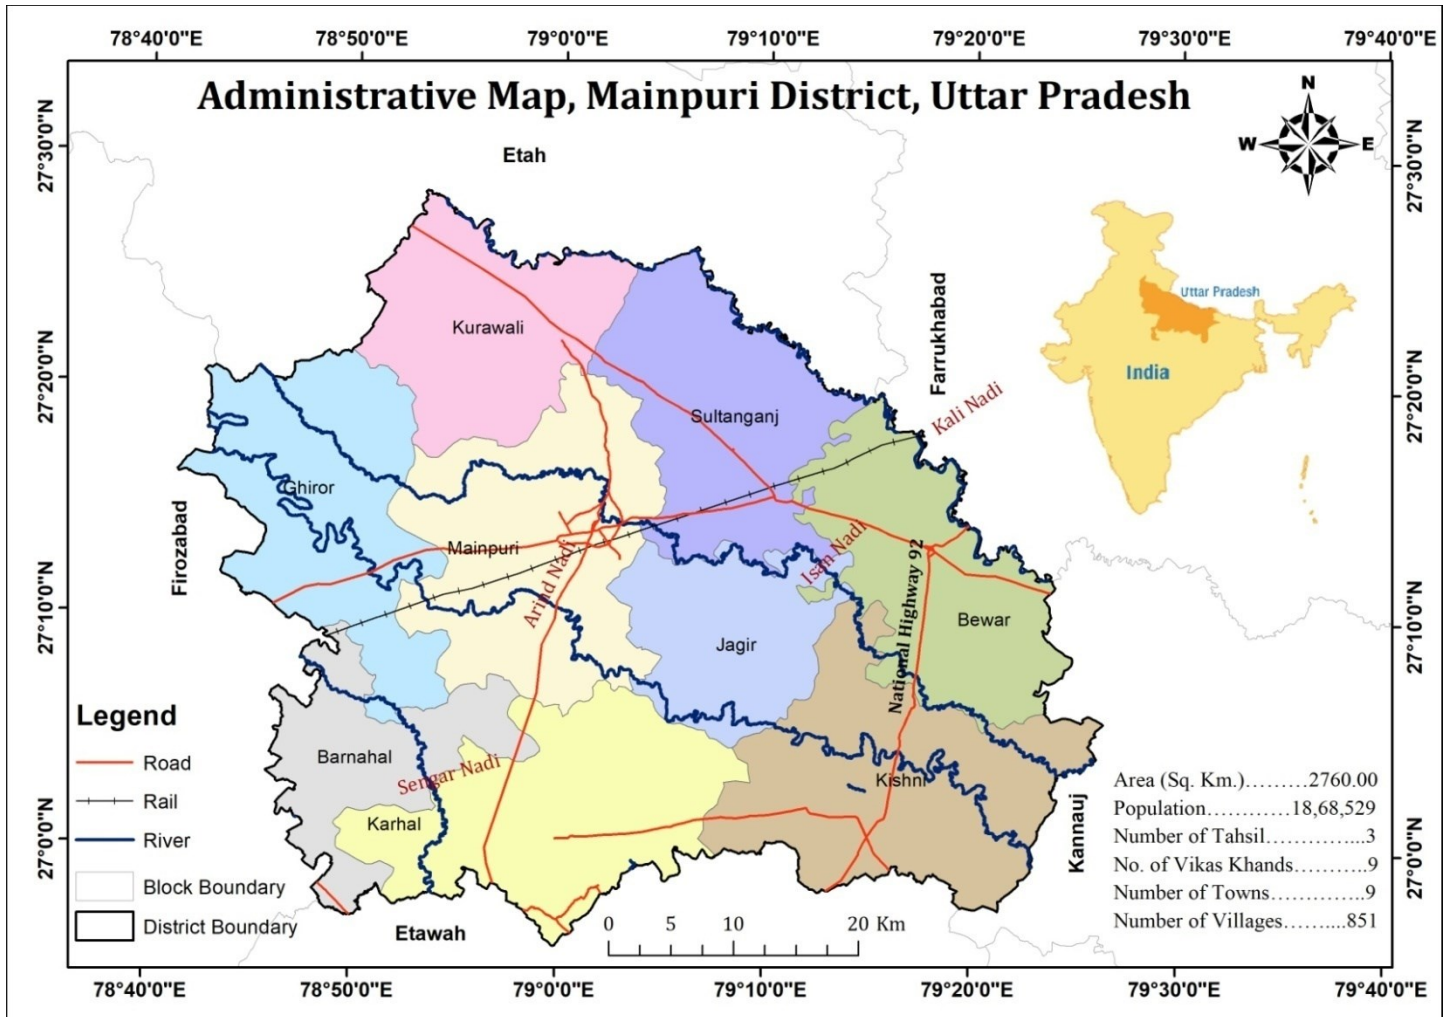 78°40'0"E 78°50'0"E 79°0'0"E 79°10'0"E 79°20'0"E 79°30'0"E 79°40'0"E
Administrative Map, Mainpuri District, Uttar Pradesh
N
W E
S
27°30'0"N
27°30'0"N
Etah
Uttar Pradesh
India
Kurawali
Farrukhabad
27°20'0"N
27°20'0"N
Kali Nadi
Sultanganj
Ghiror
Firozabad
Mainpuri
Arind Nadi
Isan Nadi
National Highway 92
27°10'0"N
27°10'0"N
Bewar
Jagir
Barnahal
Sengar Nadi
Kishni
Karhal
Kannauj
27°0'0"N
27°0'0"N
Etawah
Legend
Road
Rail
River
Block Boundary
District Boundary
0 5 10 20 Km
Area (Sq. Km.).........2760.00
Population............18,68,529
Number of Tahsil..............3
No. of Vikas Khands..........9
Number of Towns.............9
Number of Villages..........851
78°40'0"E 78°50'0"E 79°0'0"E 79°10'0"E 79°20'0"E 79°30'0"E 79°40'0"E